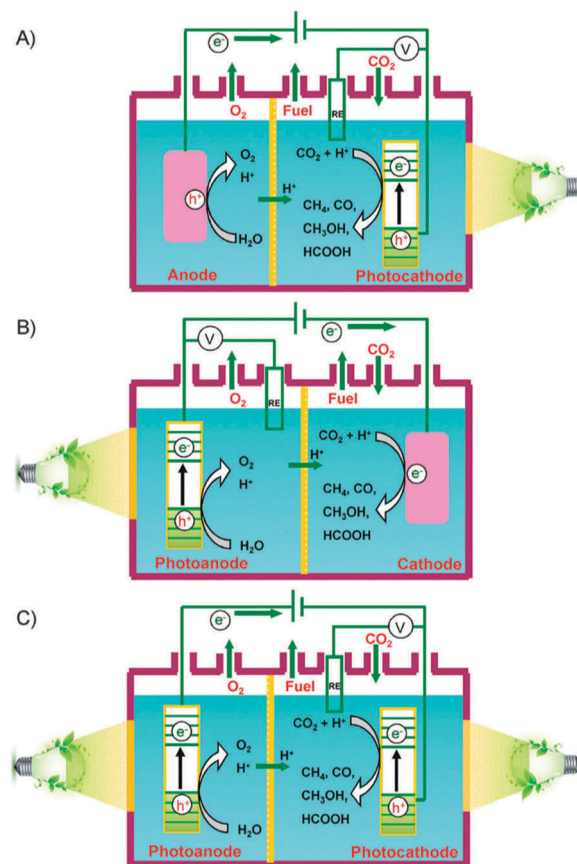 A)
e⁻
V
CO₂
O₂
Fuel
RE
O₂
H⁺
h⁺
H₂O
H⁺
CO₂ + H⁺
CH₄, CO,
CH₃OH,
HCOOH
e⁻
h⁺
Anode
Photocathode
B)
V
e⁻
CO₂
O₂
Fuel
RE
e⁻
O₂
H⁺
h⁺
H₂O
H⁺
CO₂ + H⁺
CH₄, CO,
CH₃OH,
HCOOH
e⁻
Photoanode
Cathode
C)
e⁻
V
CO₂
O₂
Fuel
RE
e⁻
O₂
H⁺
h⁺
H₂O
H⁺
CO₂ + H⁺
CH₄, CO,
CH₃OH,
HCOOH
e⁻
h⁺
Photoanode
Photocathode